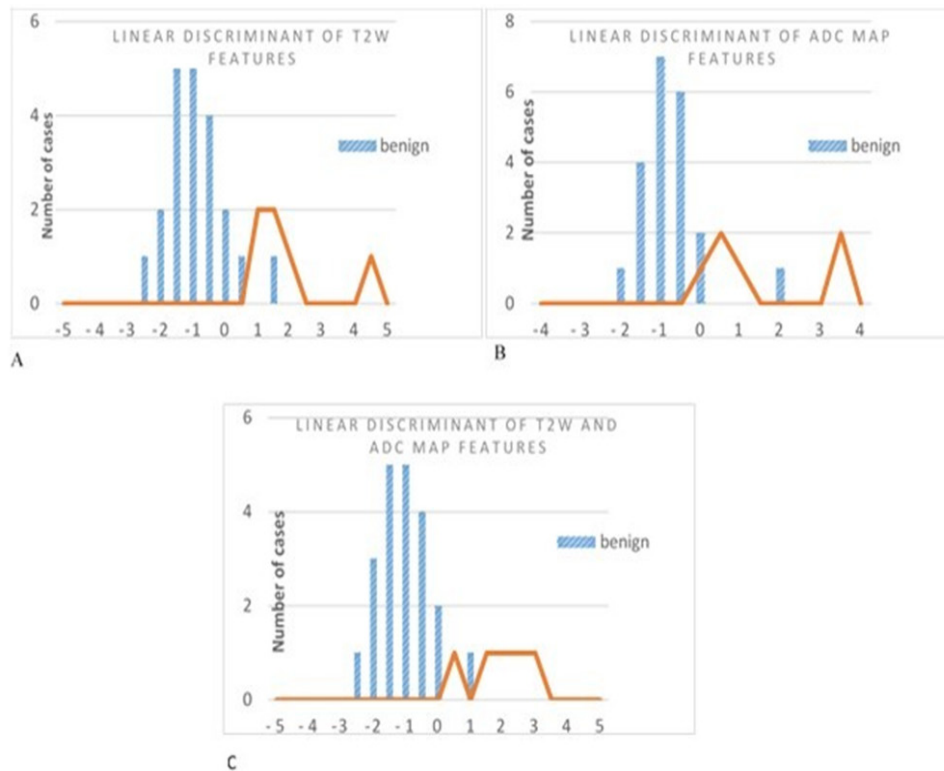 LINEAR DISCRIMINANT OF T2W
FEATURES
Number of cases
6
4
2
0
benign
-5 -4 -3 -2 -1 0 1 2 3 4 5
A
LINEAR DISCRIMINANT OF ADC MAP
FEATURES
Number of cases
8
6
4
2
0
benign
-4 -3 -2 -1 0 1 2 3 4
B
LINEAR DISCRIMINANT OF T2W AND
ADC MAP FEATURES
Number of cases
6
4
2
0
benign
-5 -4 -3 -2 -1 0 1 2 3 4 5
C